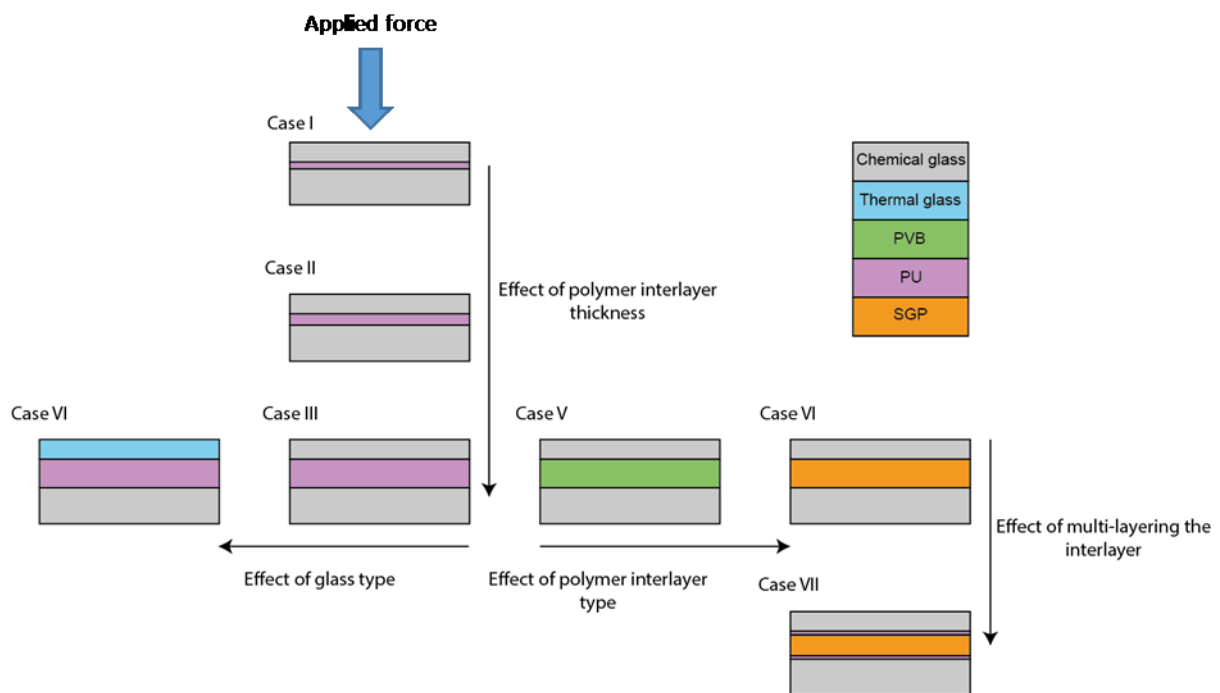 Applied force
Case I
Chemical glass
Thermal glass
PVB
PU
SGP
Case II
Effect of polymer interlayer
thickness
Case VI
Case III
Case V
Case VI
Effect of glass type
Effect of polymer interlayer
type
Effect of multi-layering the
interlayer
Case VII